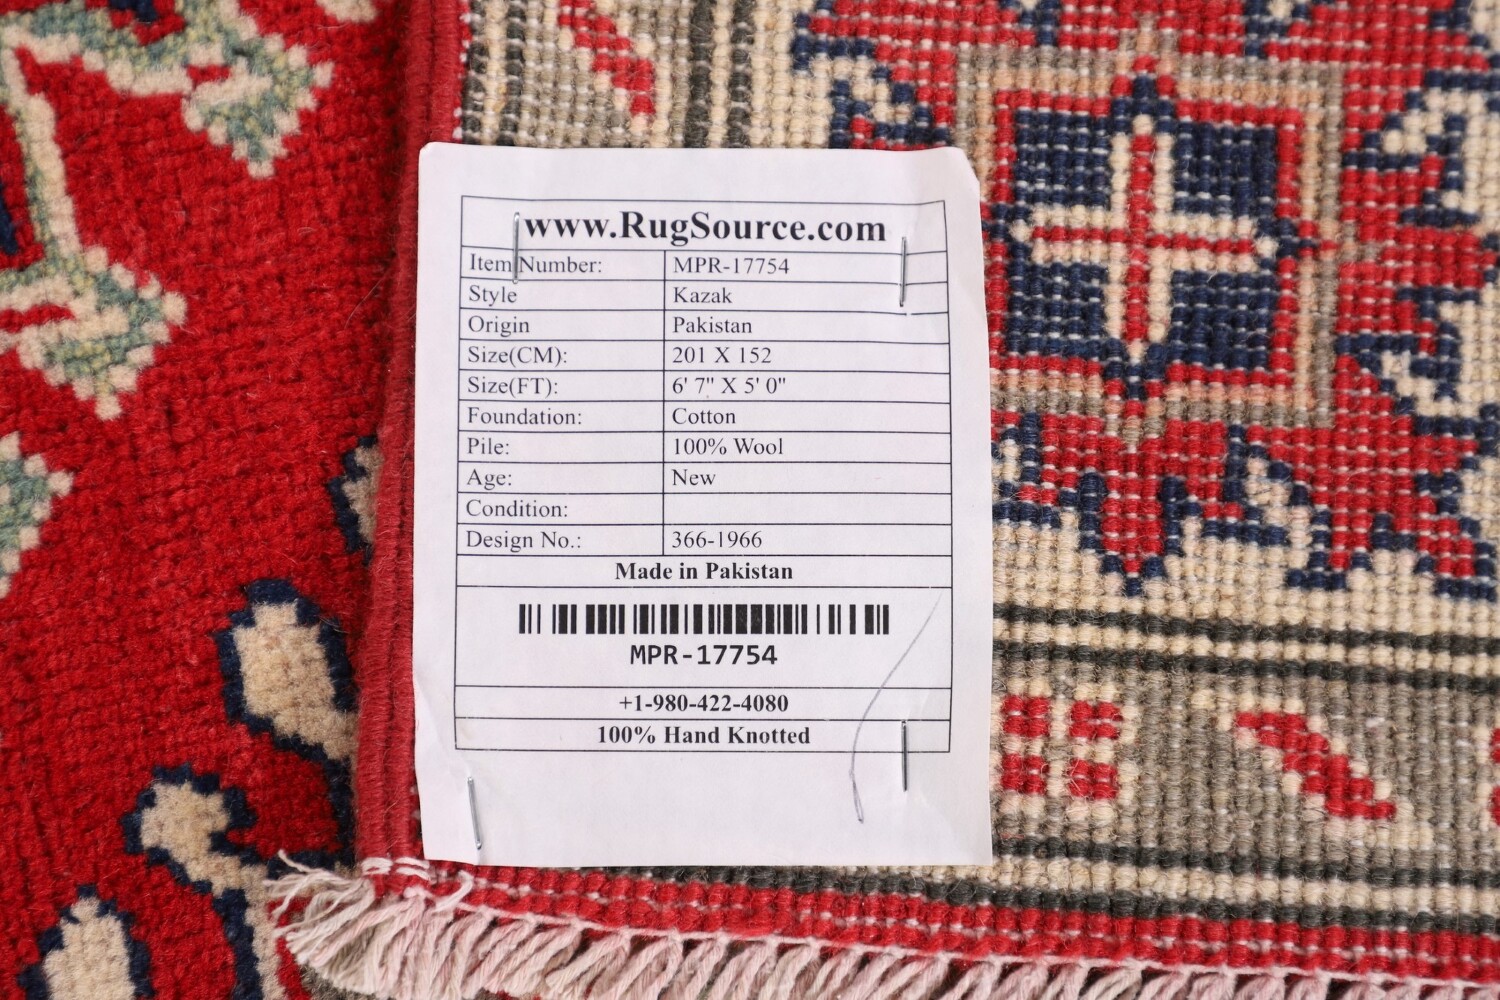 www.RugSource.com
Item Number: MPR-17754
Style Kazak
Origin Pakistan
Size(CM): 201 X 152
Size(FT): 6' 7" X 5' 0"
Foundation: Cotton
Pile: 100% Wool
Age: New
Condition:
Design No.: 366-1966
Made in Pakistan
MPR-17754
+1-980-422-4080
100% Hand Knotted